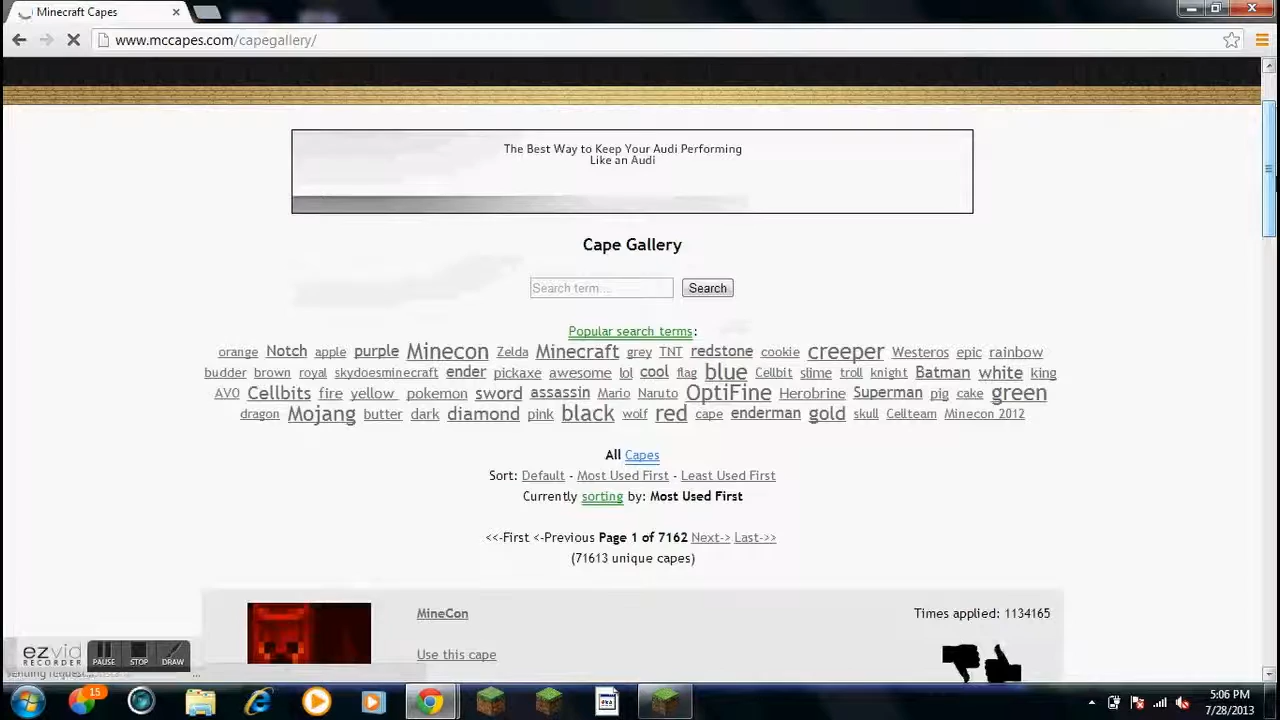 Minecraft Capes
www.mccapes.com/capegallery/
The Best Way to Keep Your Audi Performing
Like an Audi
Cape Gallery
Search term... Search
Popular search terms:
orange Notch apple purple Minecon Zelda Minecraft grey TNT redstone cookie creeper Westeros epic rainbow
budder brown royal skydoesminecraft ender pickaxe awesome lol cool flag blue Cellbit slime troll knight Batman white king
AVO Cellbits fire yellow pokemon sword assassin Mario Naruto OptiFine Herobrine Superman pig cake green
dragon Mojang butter dark diamond pink black wolf red cape enderman gold skull Cellteam Minecon 2012
All Capes
Sort: Default - Most Used First - Least Used First
Currently sorting by: Most Used First
<<-First <-Previous Page 1 of 7162 Next-> Last->>
(71613 unique capes)
MineCon
Times applied: 1134165
Use this cape
ezvid
RECORDER
PAUSE STOP DRAW
15
5:06 PM
7/28/2013